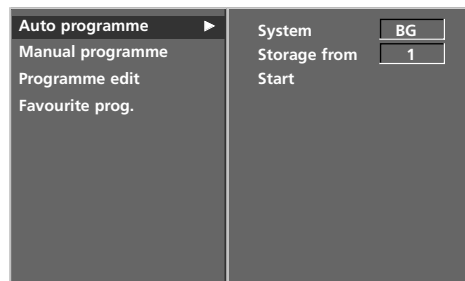 Auto programme ►
Manual programme
Programme edit
Favourite prog.
System BG
Storage from 1
Start